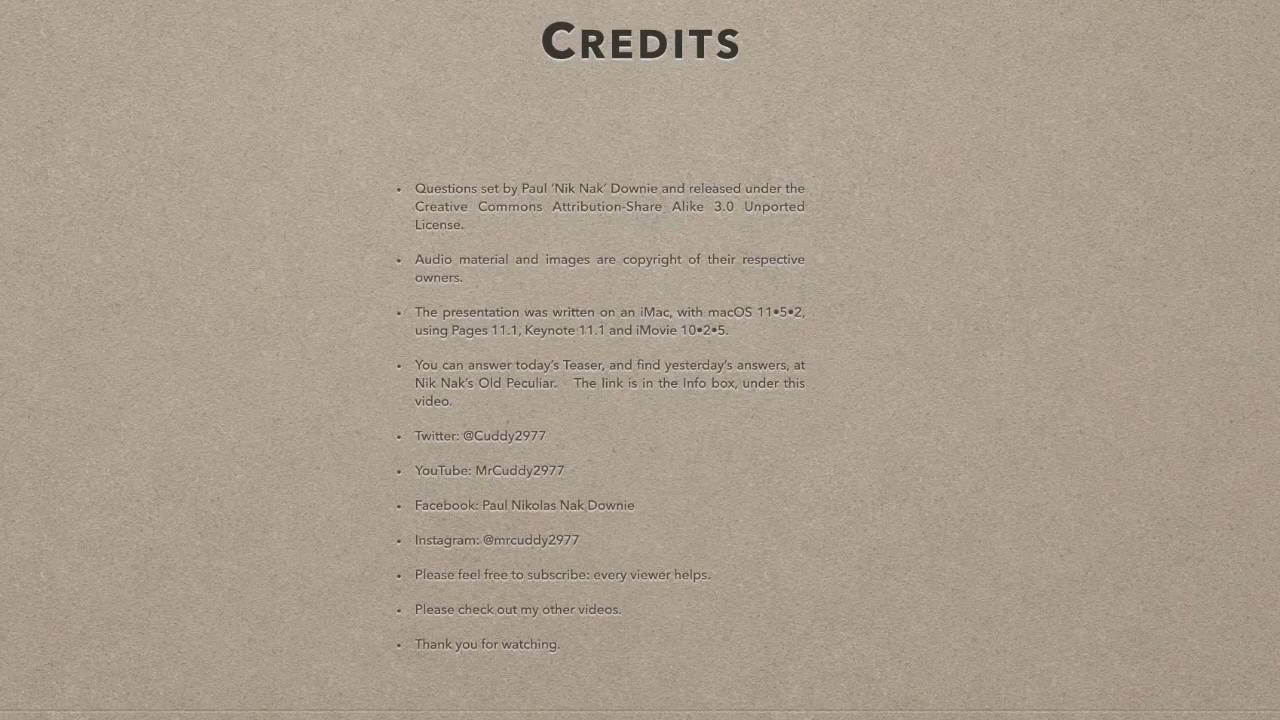 CREDITS
• Questions set by Paul ‘Nik Nak’ Downie and released under the
Creative Commons Attribution-Share Alike 3.0 Unported
License.
• Audio material and images are copyright of their respective
owners.
• The presentation was written on an iMac, with macOS 11•5•2,
using Pages 11.1, Keynote 11.1 and iMovie 10•2•5.
• You can answer today’s Teaser, and find yesterday’s answers, at
Nik Nak’s Old Peculiar. The link is in the Info box, under this
video.
• Twitter: @Cuddy2977
• YouTube: MrCuddy2977
• Facebook: Paul Nikolas Nak Downie
• Instagram: @mrcuddy2977
• Please feel free to subscribe: every viewer helps.
• Please check out my other videos.
• Thank you for watching.